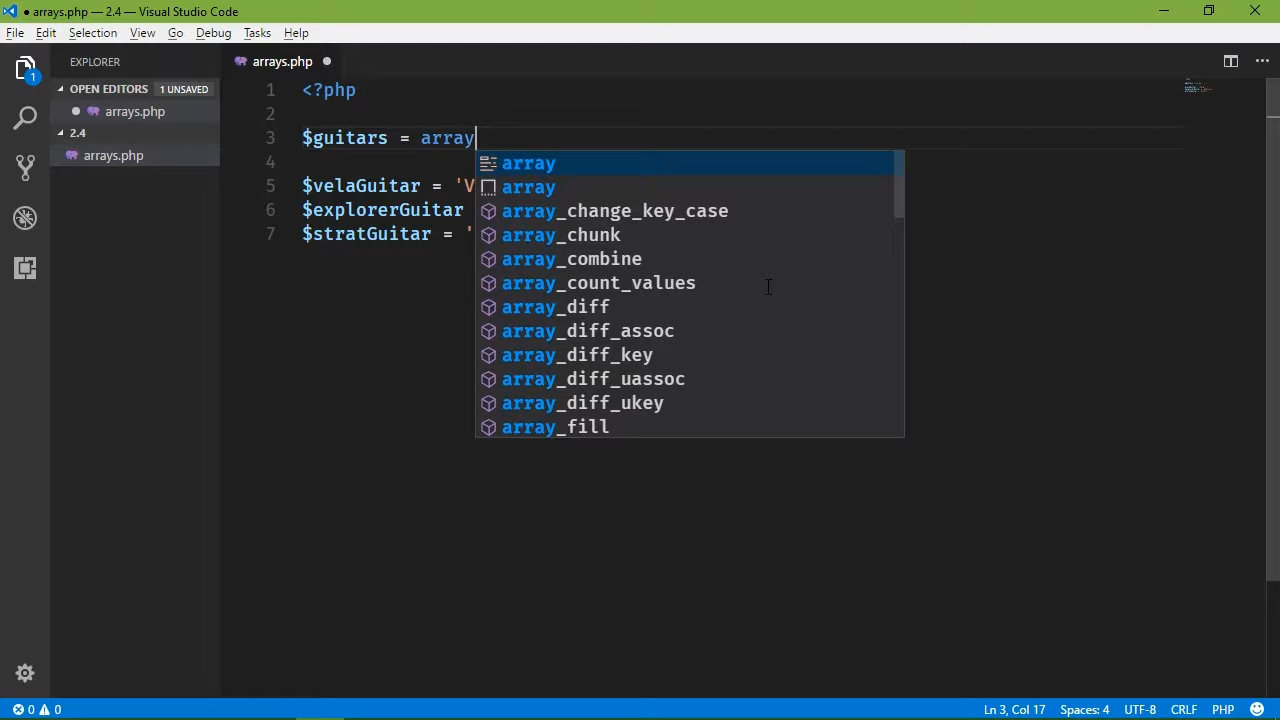 ● arrays.php — 2.4 — Visual Studio Code
File Edit Selection View Go Debug Tasks Help
EXPLORER
arrays.php ●
OPEN EDITORS 1 UNSAVED
● arrays.php
2.4
arrays.php
1
1 <?php
2
3 $guitars = array
4
5 $velaGuitar = 'V
6 $explorerGuitar
7 $stratGuitar = '
array
array
array_change_key_case
array_chunk
array_combine
array_count_values
array_diff
array_diff_assoc
array_diff_key
array_diff_uassoc
array_diff_ukey
array_fill
0 0 Ln 3, Col 17 Spaces: 4 UTF-8 CRLF PHP